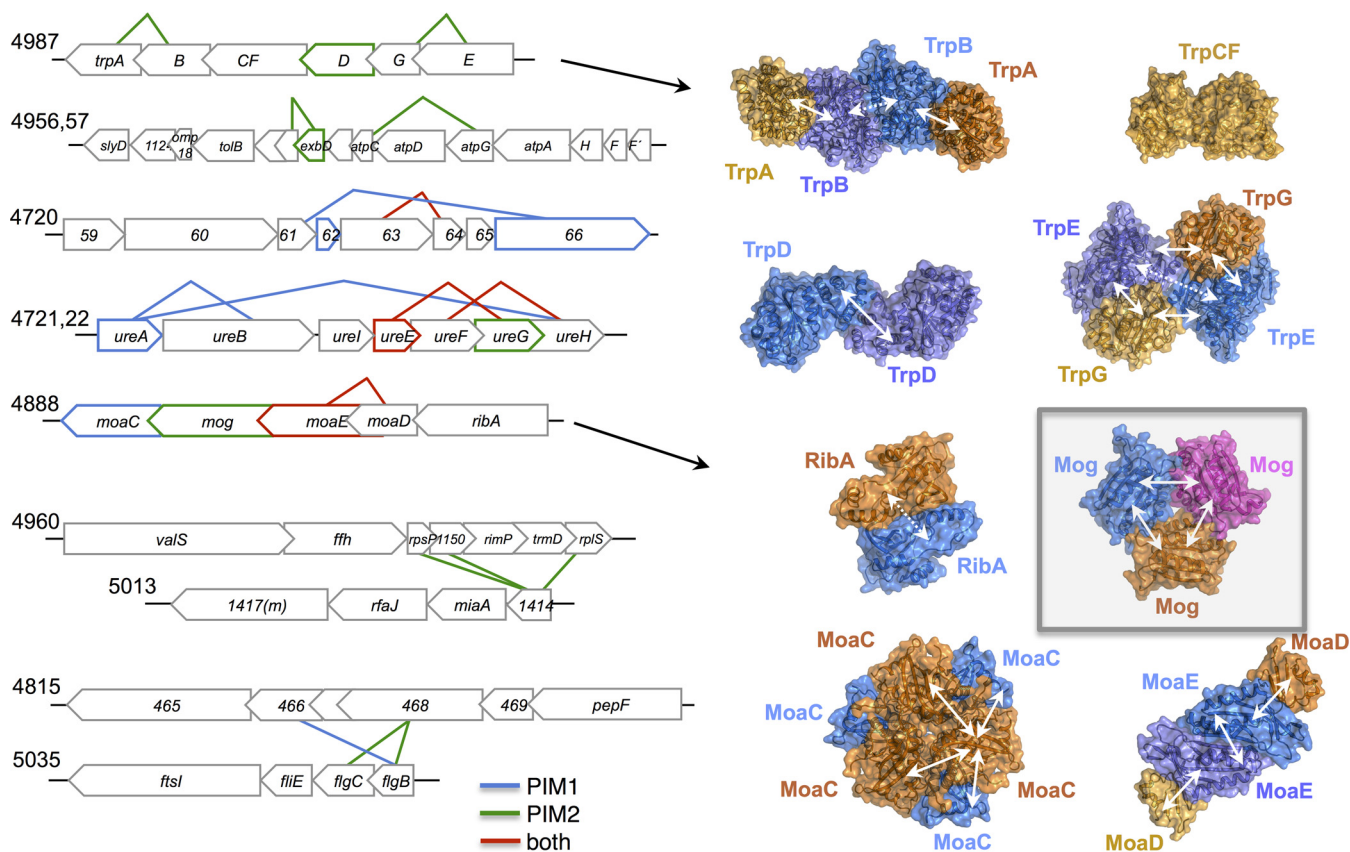 4987
trpA B CF D G E
4956,57
slyD 1124 omp 18 tolB exbD atpC atpD atpG atpA H F F´
4720
59 60 61 62 63 64 65 66
4721,22
ureA ureB ureI ureE ureF ureG ureH
4888
moaC mog moaE moaD ribA
4960
valS ffh rpsP 1150 rimP trmD rplS
5013
1417(m) rfaJ miaA 1414
4815
465 466 468 469 pepF
5035
ftsI fliE flgC flgB
PIM1
PIM2
both
TrpB
TrpA
TrpA
TrpB
TrpCF
TrpD
TrpD
TrpG
TrpE
TrpE
TrpG
RibA
RibA
Mog
Mog
Mog
MoaC
MoaC
MoaC
MoaC
MoaC
MoaC
MoaD
MoaE
MoaE
MoaD